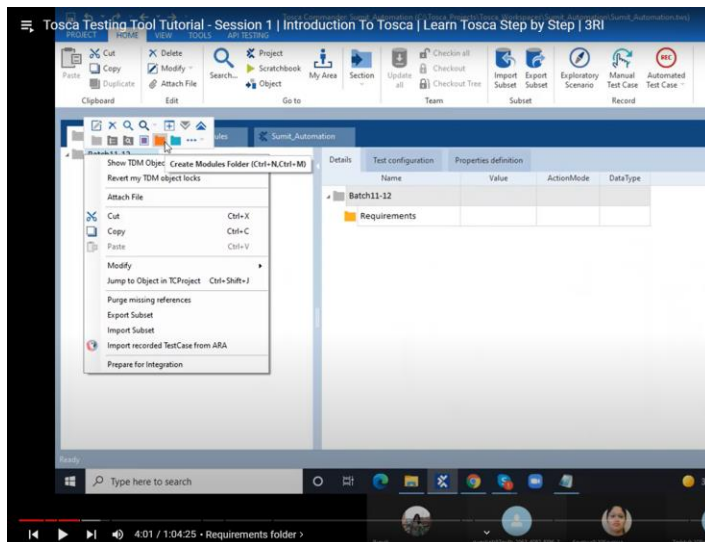 Tosca Testing Tool Tutorial - Session 1 | Introduction To Tosca | Learn Tosca Step by Step | 3RI
PROJECT HOME VIEW TOOLS API TESTING
Paste
Cut
Copy
Duplicate
Clipboard
Delete
Modify
Attach File
Edit
Search...
Project
Scratchbook
Object
Go to
My Area
Section
Update all
Checkin all
Checkout
Checkout Tree
Team
Import Subset
Export Subset
Subset
Exploratory Scenario
Manual Test Case
REC
Automated Test Case
Record
Sumit_Automation
Batch11-12
Create Modules Folder (Ctrl+N,Ctrl+M)
Show TDM Objec
Revert my TDM object locks
Attach File
Cut Ctrl+X
Copy Ctrl+C
Paste Ctrl+V
Modify
Jump to Object in TCProject Ctrl+Shift+J
Purge missing references
Export Subset
Import Subset
Import recorded TestCase from ARA
Prepare for Integration
Details Test configuration Properties definition
Name Value ActionMode DataType
Batch11-12
Requirements
Ready
Type here to search
4:01 / 1:04:25 • Requirements folder >